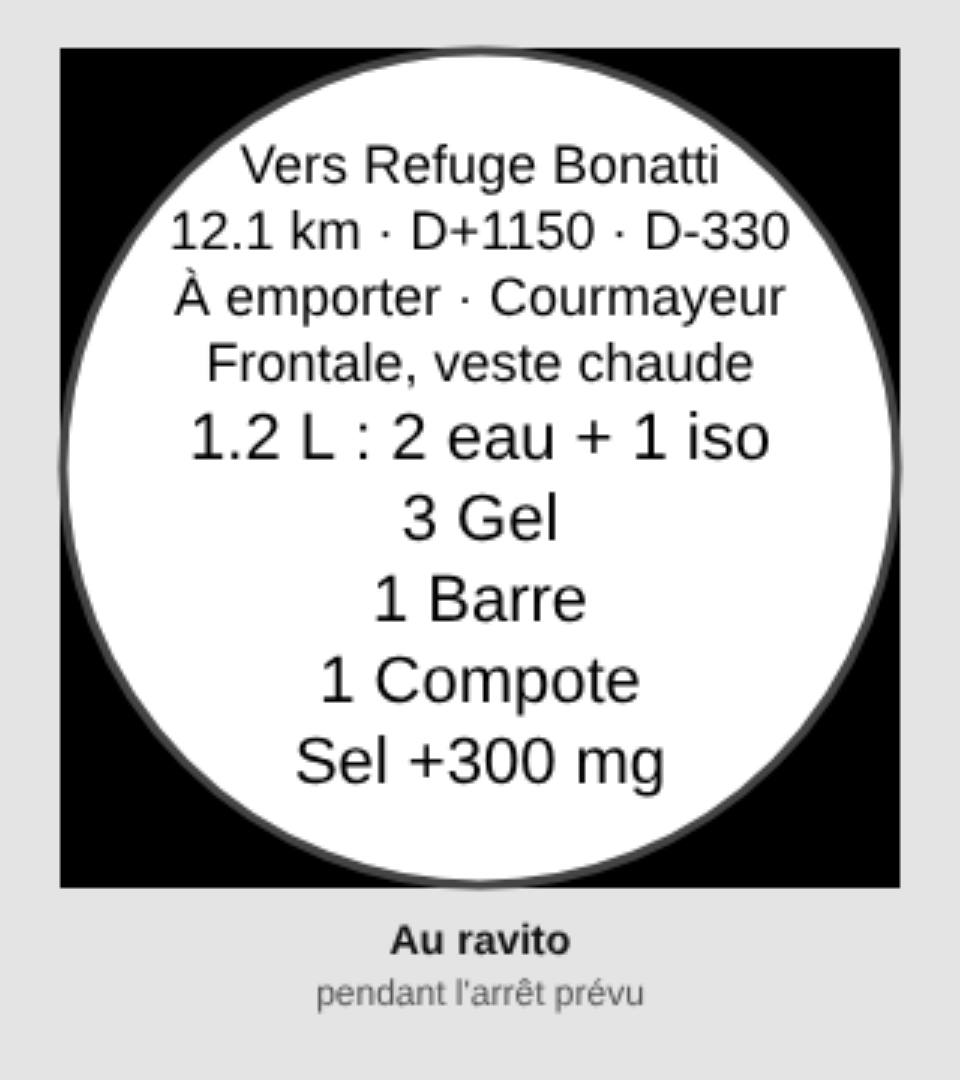 Vers Refuge Bonatti
12.1 km · D+1150 · D-330
À emporter · Courmayeur
Frontale, veste chaude
1.2 L : 2 eau + 1 iso
3 Gel
1 Barre
1 Compote
Sel +300 mg
Au ravito
pendant l'arrêt prévu